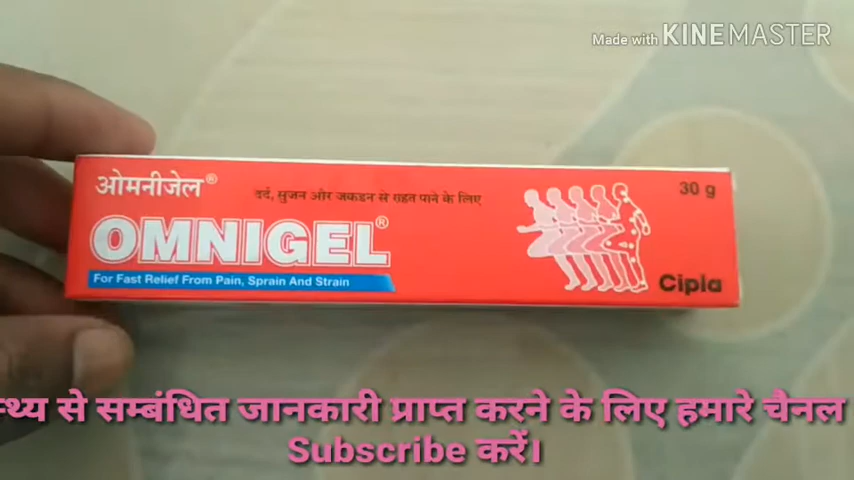 Made with KINEMASTER
ओमनीजेल®
दर्द, सुजन और जकडन से राहत पाने के लिए
30 g
OMNIGEL®
For Fast Relief From Pain, Sprain And Strain
Cipla
से सम्बंधित जानकारी प्राप्त करने के लिए हमारे चैनल
Subscribe करें।